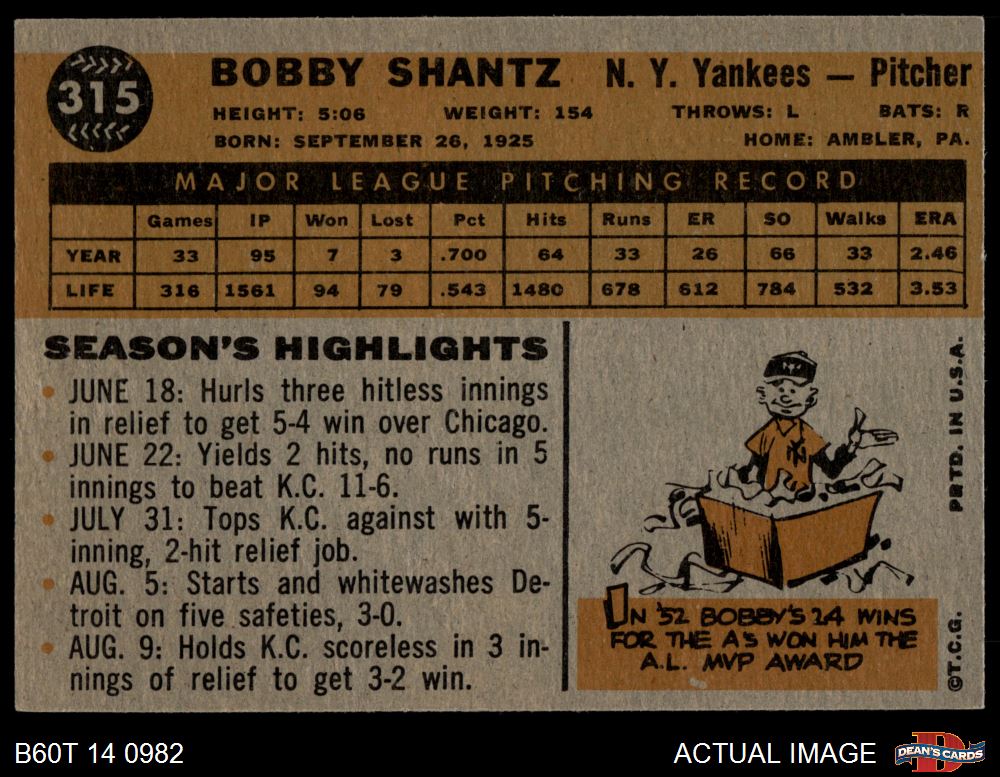 315
BOBBY SHANTZ N. Y. Yankees — Pitcher
HEIGHT: 5:06 WEIGHT: 154 THROWS: L BATS: R
BORN: SEPTEMBER 26, 1925 HOME: AMBLER, PA.
MAJOR LEAGUE PITCHING RECORD
Games IP Won Lost Pct Hits Runs ER SO Walks ERA
YEAR 33 95 7 3 .700 64 33 26 66 33 2.46
LIFE 316 1561 94 79 .543 1480 678 612 784 532 3.53
SEASON'S HIGHLIGHTS
• JUNE 18: Hurls three hitless innings
in relief to get 5-4 win over Chicago.
• JUNE 22: Yields 2 hits, no runs in 5
innings to beat K.C. 11-6.
• JULY 31: Tops K.C. against with 5-
inning, 2-hit relief job.
• AUG. 5: Starts and whitewashes De-
troit on five safeties, 3-0.
• AUG. 9: Holds K.C. scoreless in 3 in-
nings of relief to get 3-2 win.
NY
NY
IN '52 BOBBY'S 24 WINS
FOR THE A'S WON HIM THE
A.L. MVP AWARD
©T.C.G. PRTD. IN U.S.A.
B60T 14 0982 ACTUAL IMAGE
D
DEAN'S CARDS